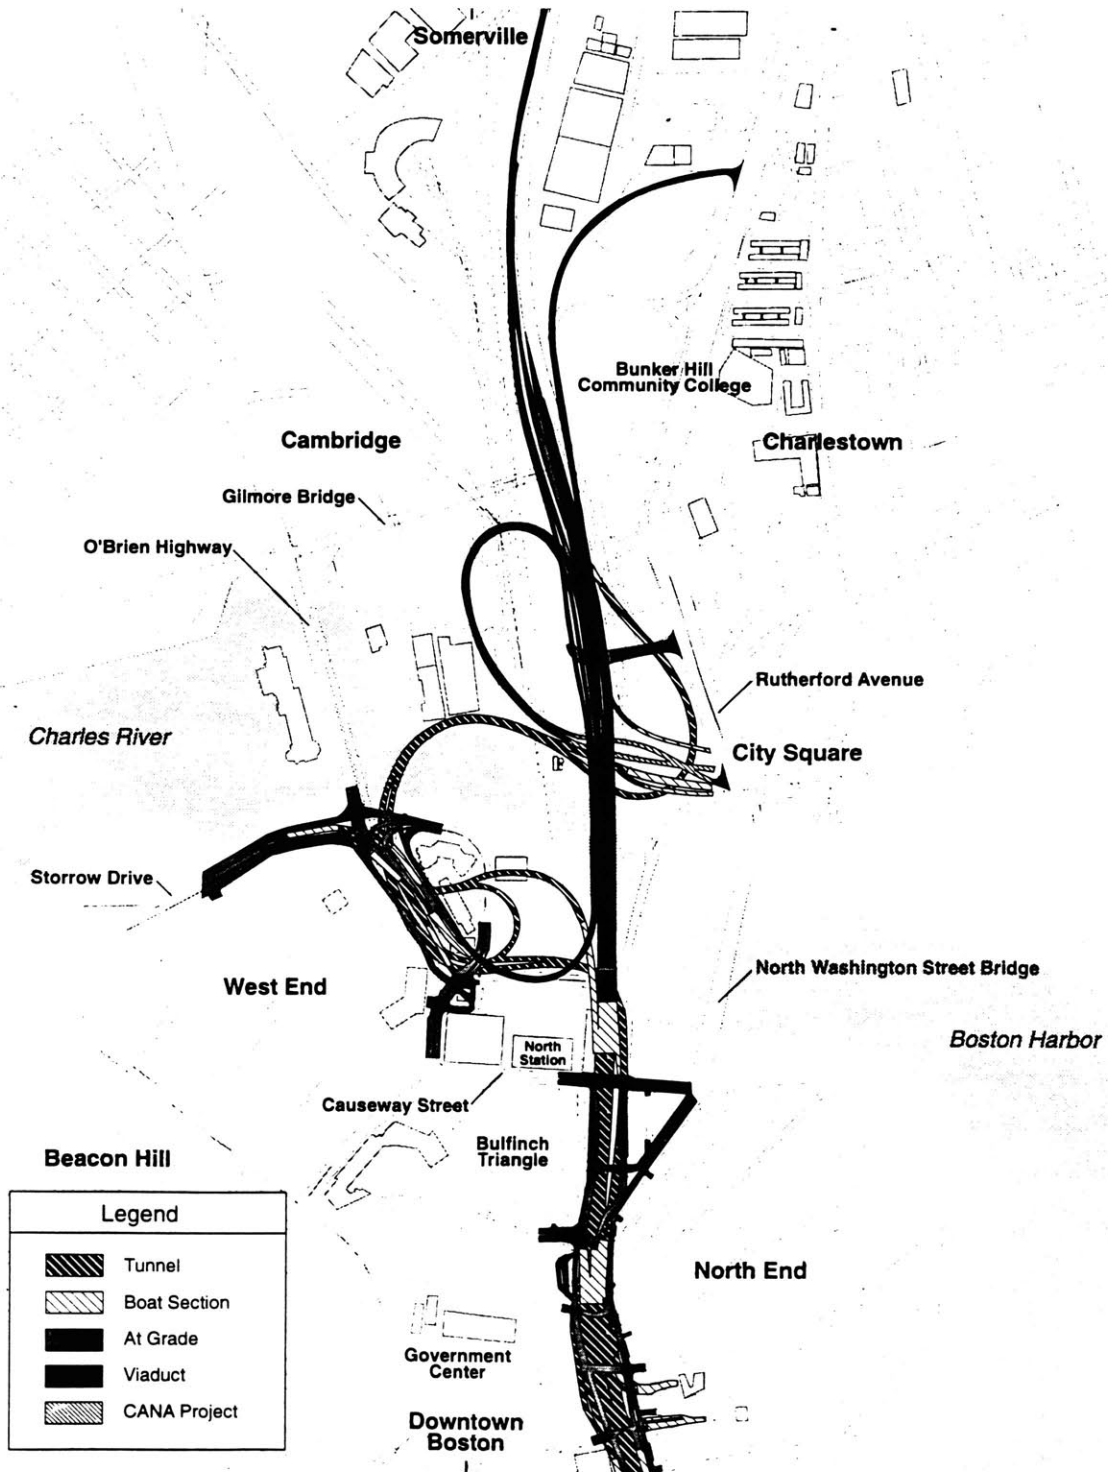 Somerville
Bunker Hill
Community College
Cambridge
Charlestown
Gilmore Bridge
O'Brien Highway
Rutherford Avenue
Charles River
City Square
Storrow Drive
West End
North Washington Street Bridge
North
Station
Boston Harbor
Causeway Street
Bulfinch
Triangle
Beacon Hill
Legend
Tunnel
Boat Section
At Grade
Viaduct
CANA Project
North End
Government
Center
Downtown
Boston